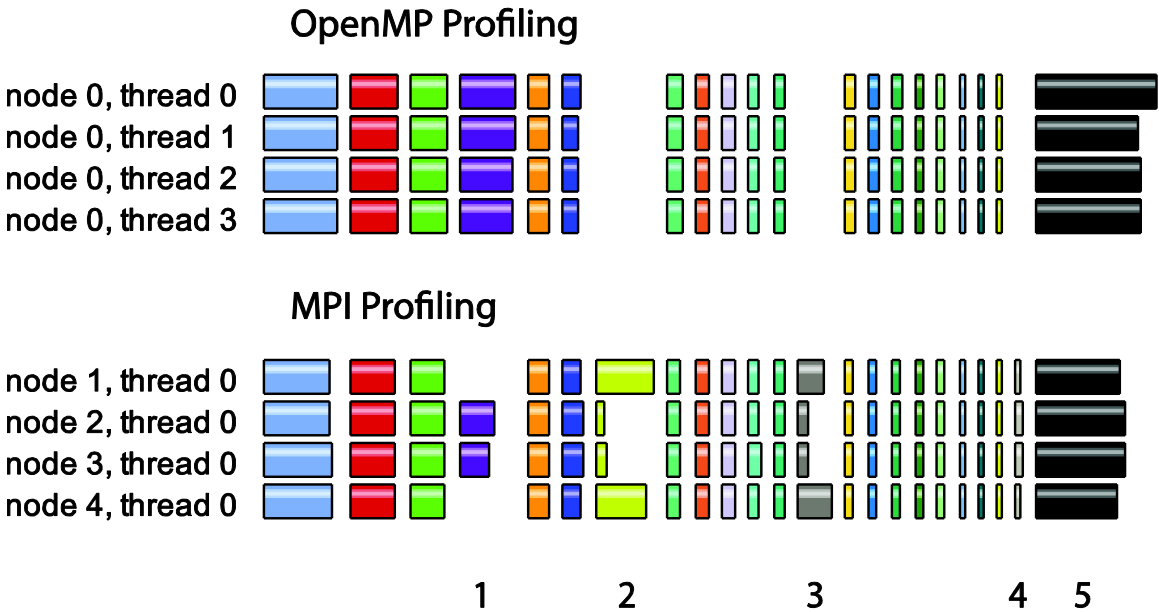 OpenMP Profiling
node 0, thread 0
node 0, thread 1
node 0, thread 2
node 0, thread 3
MPI Profiling
node 1, thread 0
node 2, thread 0
node 3, thread 0
node 4, thread 0
1 2 3 4 5